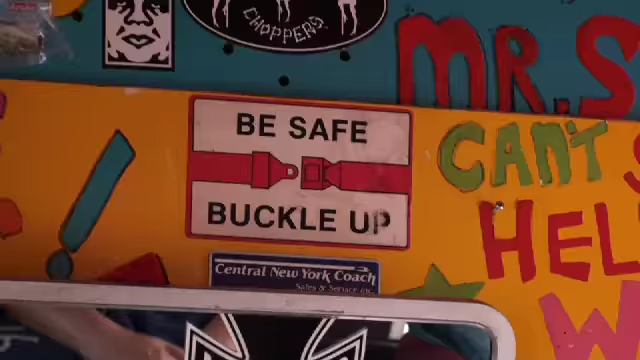 CHOPPERS
MR. S
BE SAFE
BUCKLE UP
!
CAN'T
HEL
W
Central New York Coach
Sales & Service Inc.